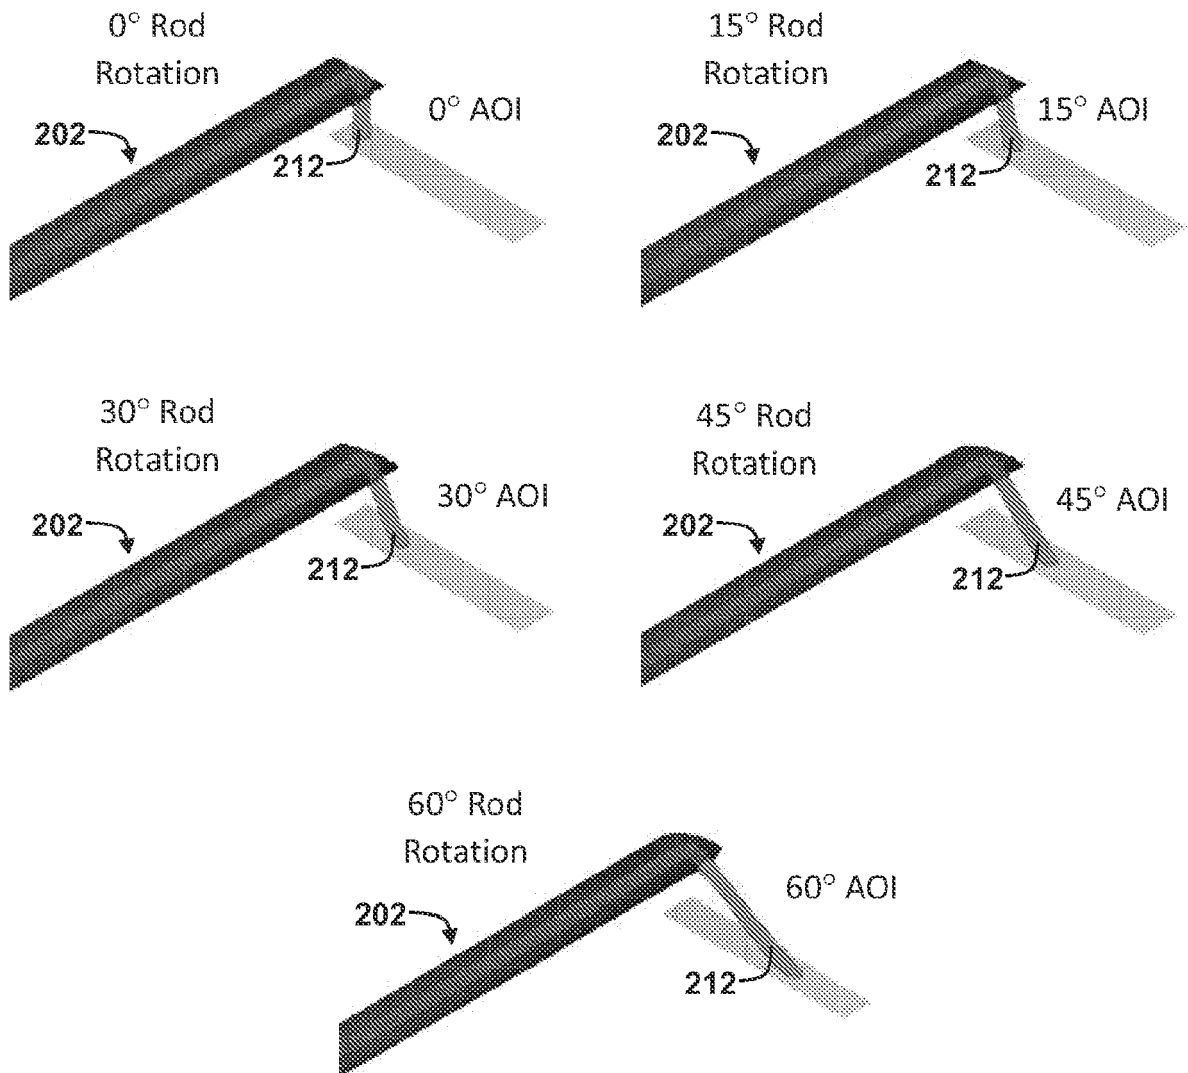 0° Rod
Rotation
0° AOI
202
212
15° Rod
Rotation
15° AOI
202
212
30° Rod
Rotation
30° AOI
202
212
45° Rod
Rotation
45° AOI
202
212
60° Rod
Rotation
60° AOI
202
212